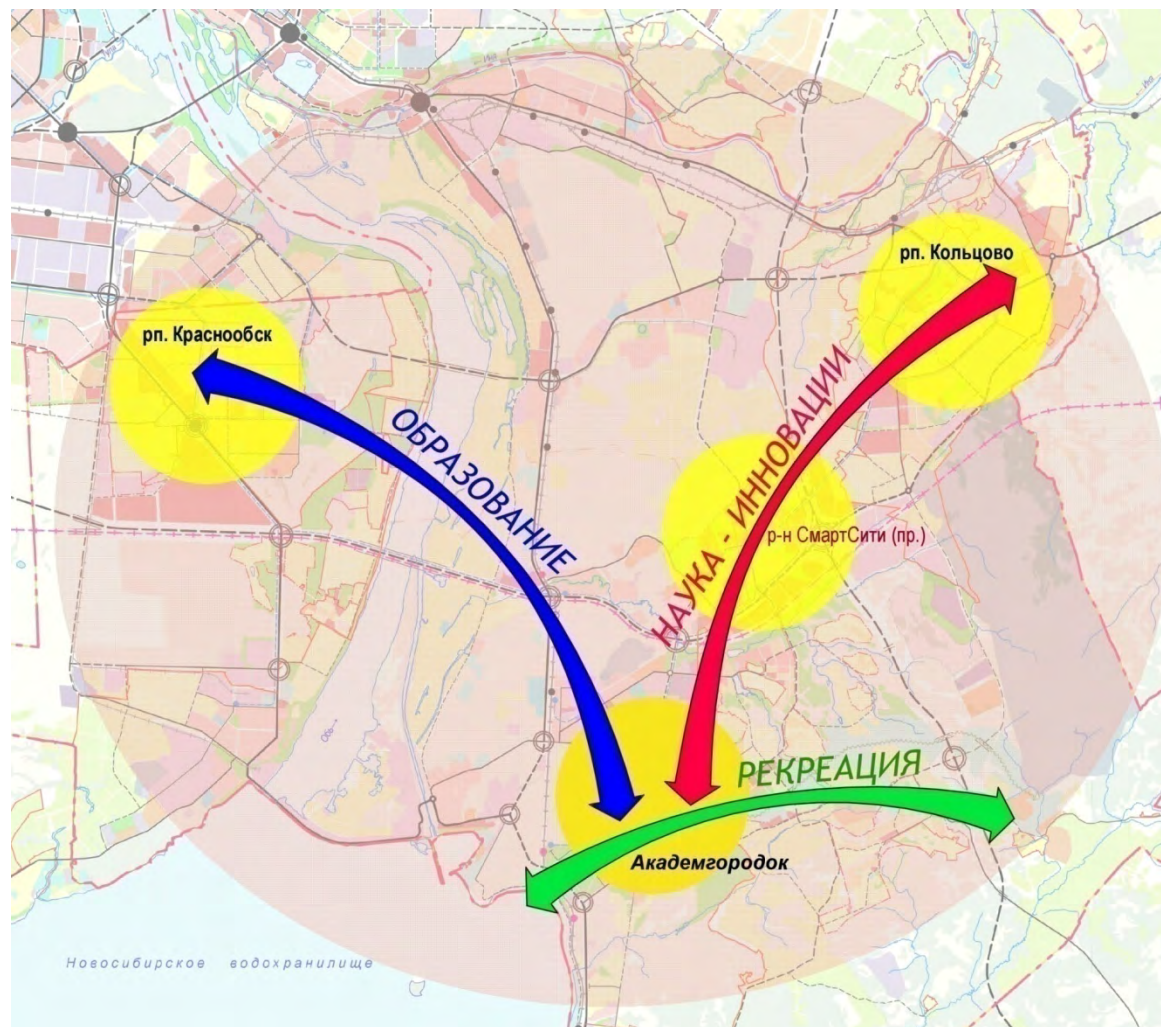 рп. Кольцово
рп. Краснообск
ОБРАЗОВАНИЕ
НАУКА - ИННОВАЦИИ
р-н СмартСити (пр.)
РЕКРЕАЦИЯ
Академгородок
Новосибирское водохранилище